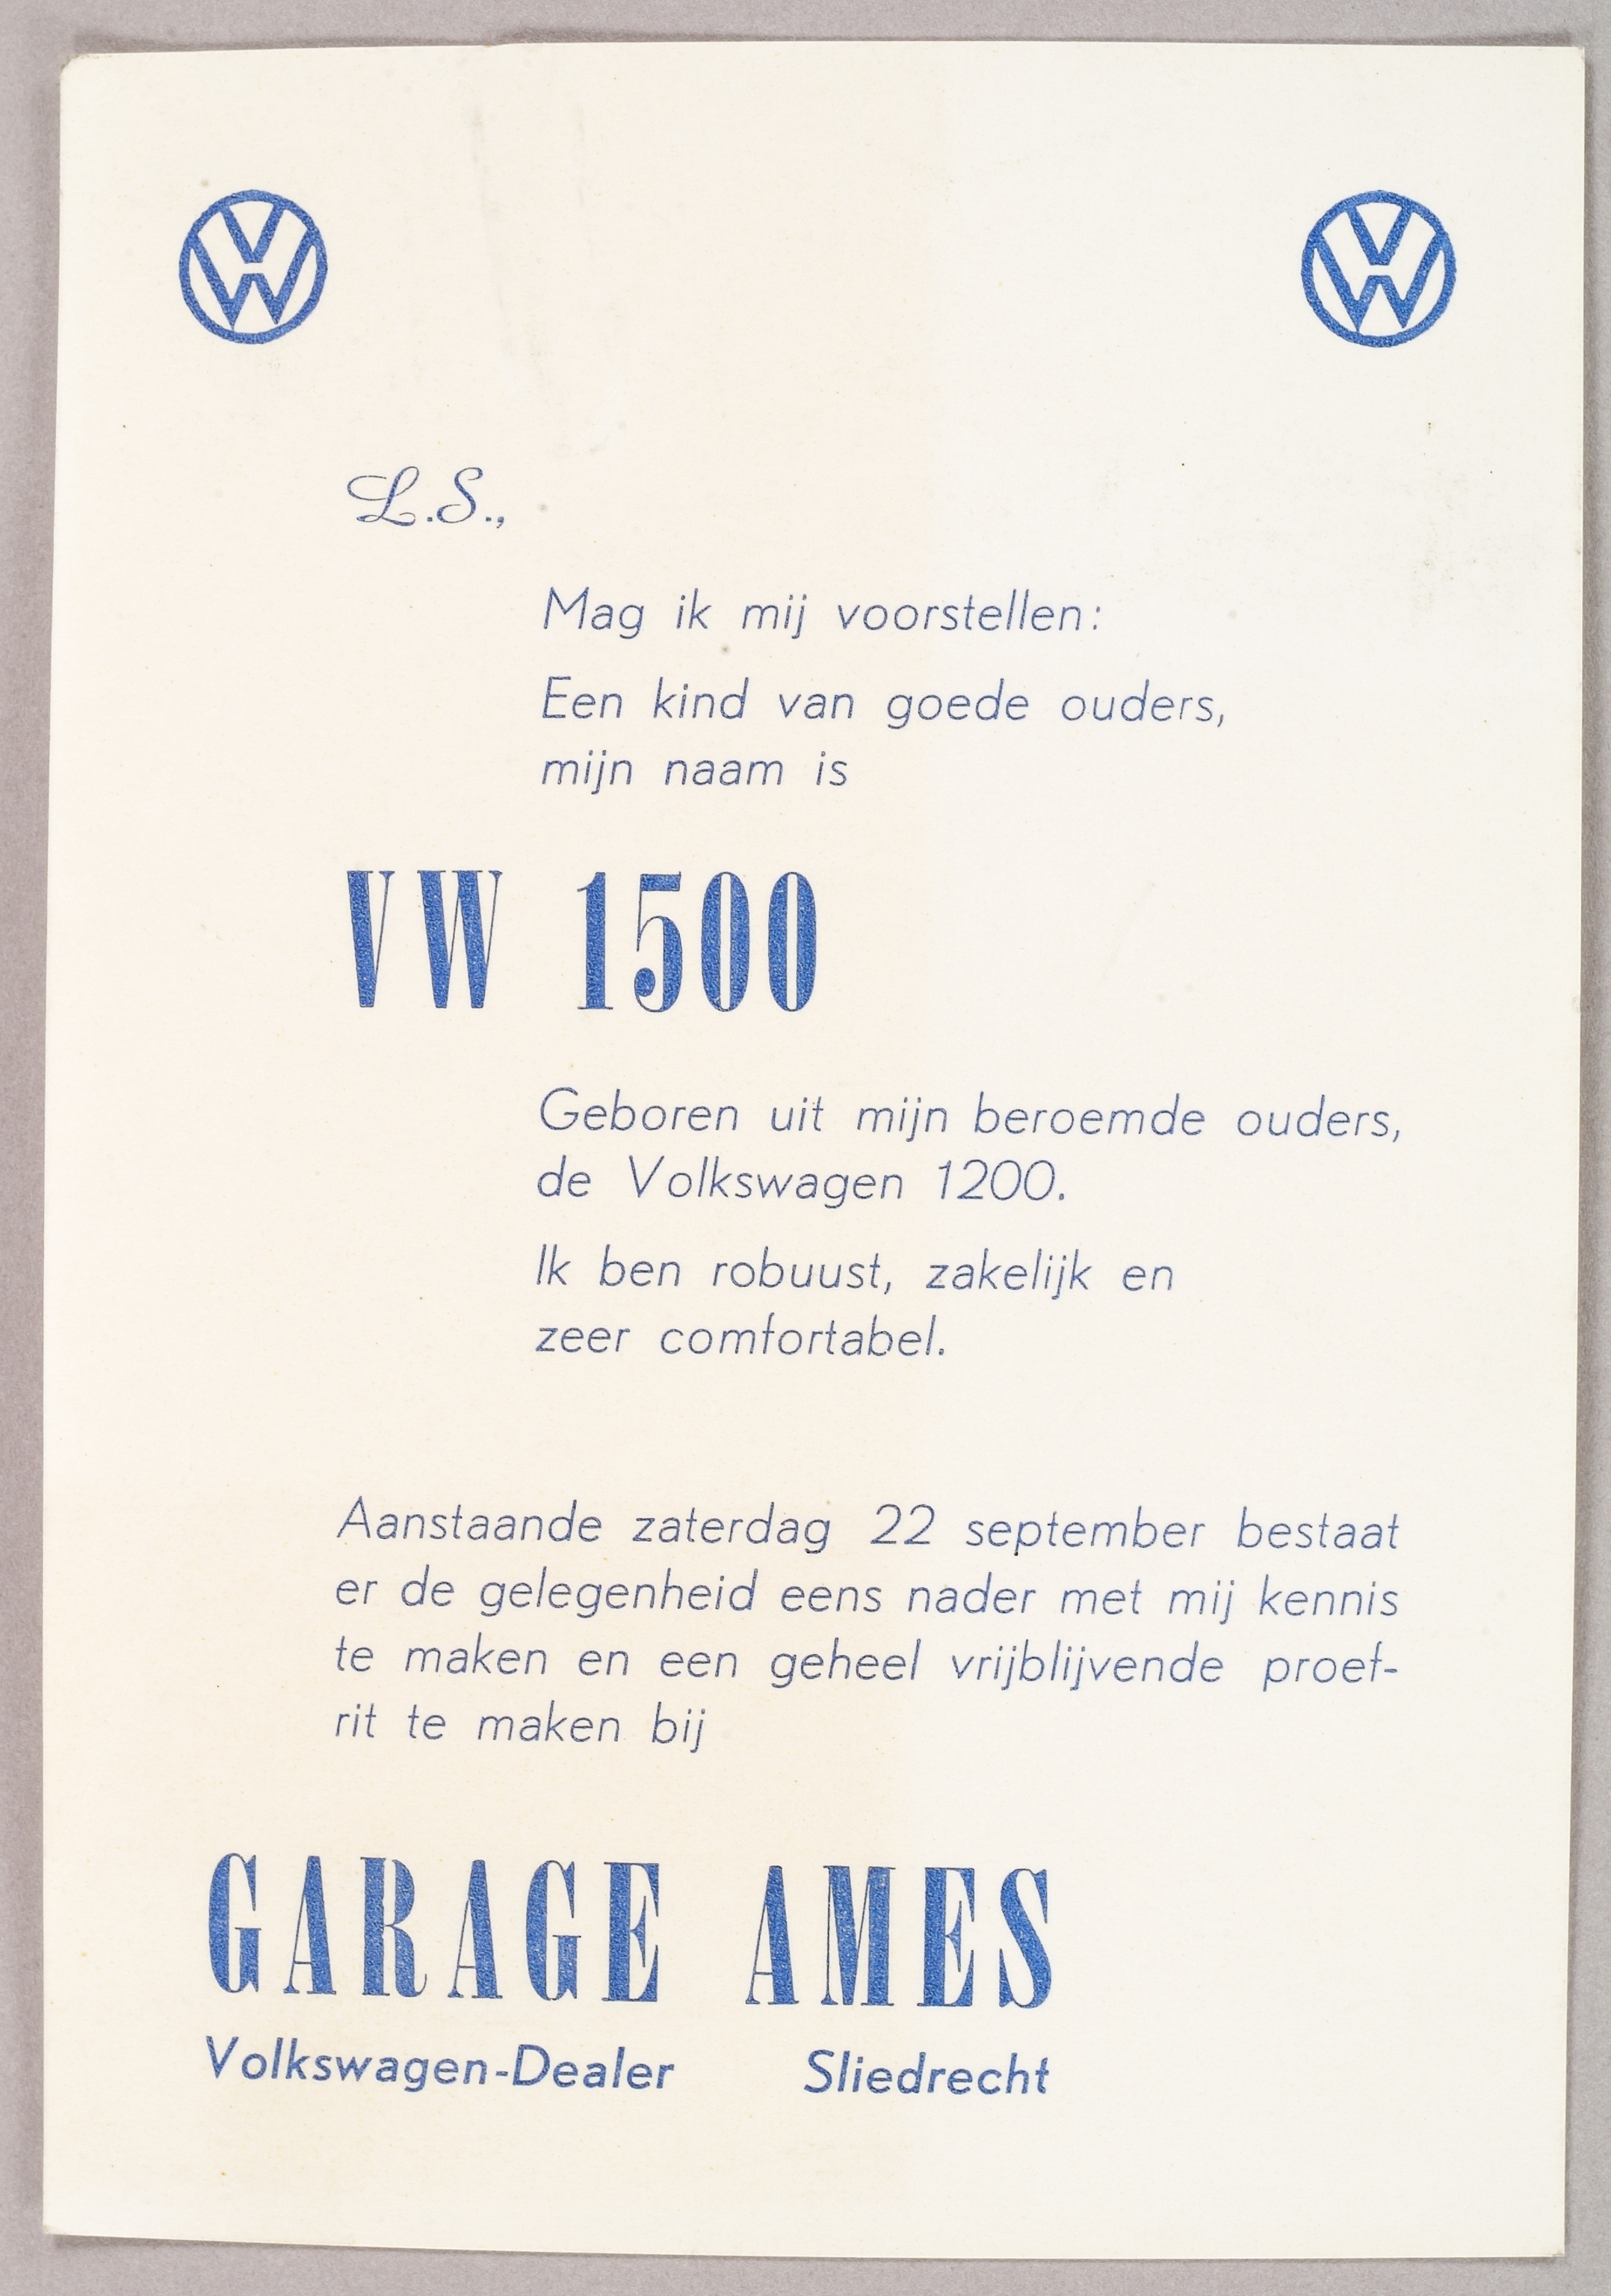 VW VW
L.S.,
Mag ik mij voorstellen:
Een kind van goede ouders,
mijn naam is
VW 1500
Geboren uit mijn beroemde ouders,
de Volkswagen 1200.
Ik ben robuust, zakelijk en
zeer comfortabel.
Aanstaande zaterdag 22 september bestaat
er de gelegenheid eens nader met mij kennis
te maken en een geheel vrijblijvende proef-
rit te maken bij
GARAGE AMES
Volkswagen-Dealer Sliedrecht